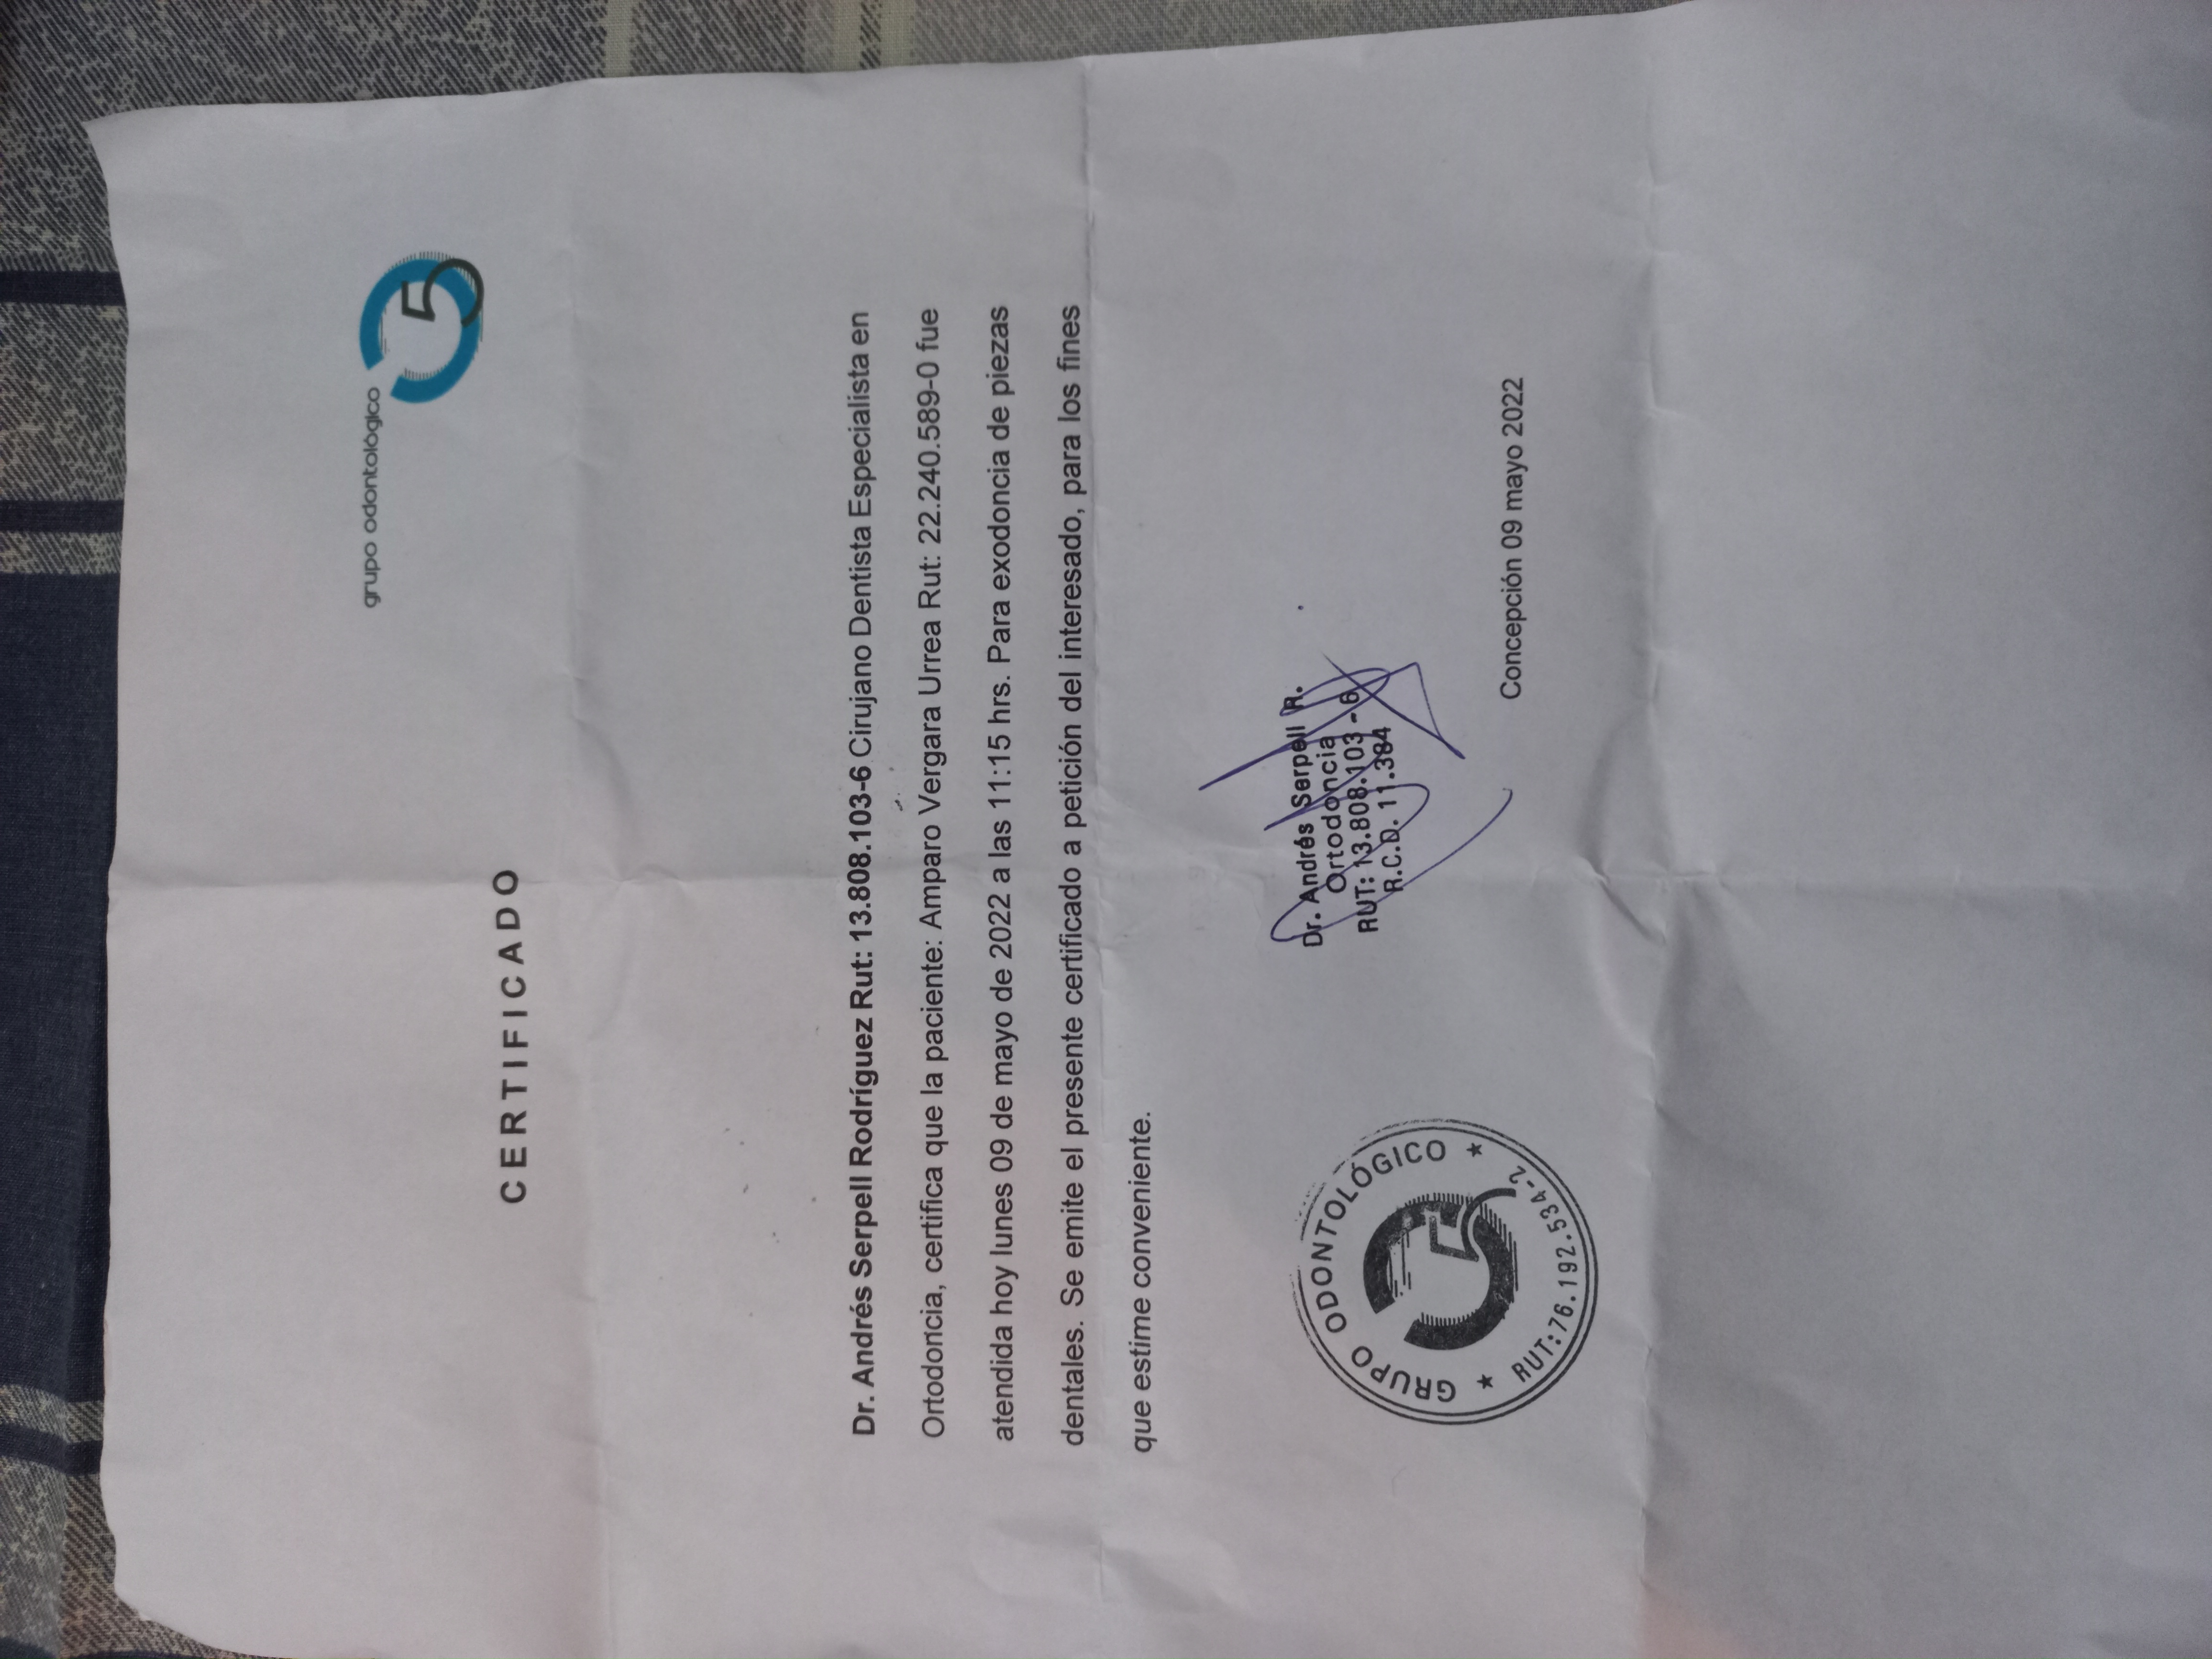 grupo odontológico
5
CERTIFICADO
Dr. Andrés Serpell Rodríguez Rut: 13.808.103-6 Cirujano Dentista Especialista en
Ortodoncia, certifica que la paciente: Amparo Vergara Urrea Rut: 22.240.589-0 fue
atendida hoy lunes 09 de mayo de 2022 a las 11:15 hrs. Para exodoncia de piezas
dentales. Se emite el presente certificado a petición del interesado, para los fines
que estime conveniente.
GRUPO ODONTOLÓGICO
5
★ RUT:76.192.534-2 ★
Dr. Andrés Serpell R.
Ortodoncia
RUT: 13.808.103 - 6
R.C.D. 11.384
Concepción 09 mayo 2022